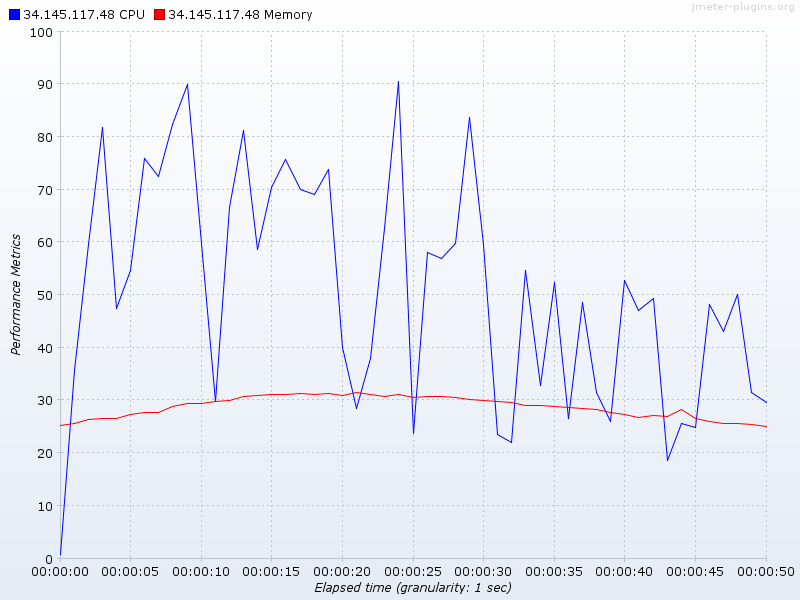 jmeter-plugins.org
34.145.117.48 CPU 34.145.117.48 Memory
100
90
80
70
60
50
40
30
20
10
0
Performance Metrics
00:00:00 00:00:05 00:00:10 00:00:15 00:00:20 00:00:25 00:00:30 00:00:35 00:00:40 00:00:45 00:00:50
Elapsed time (granularity: 1 sec)